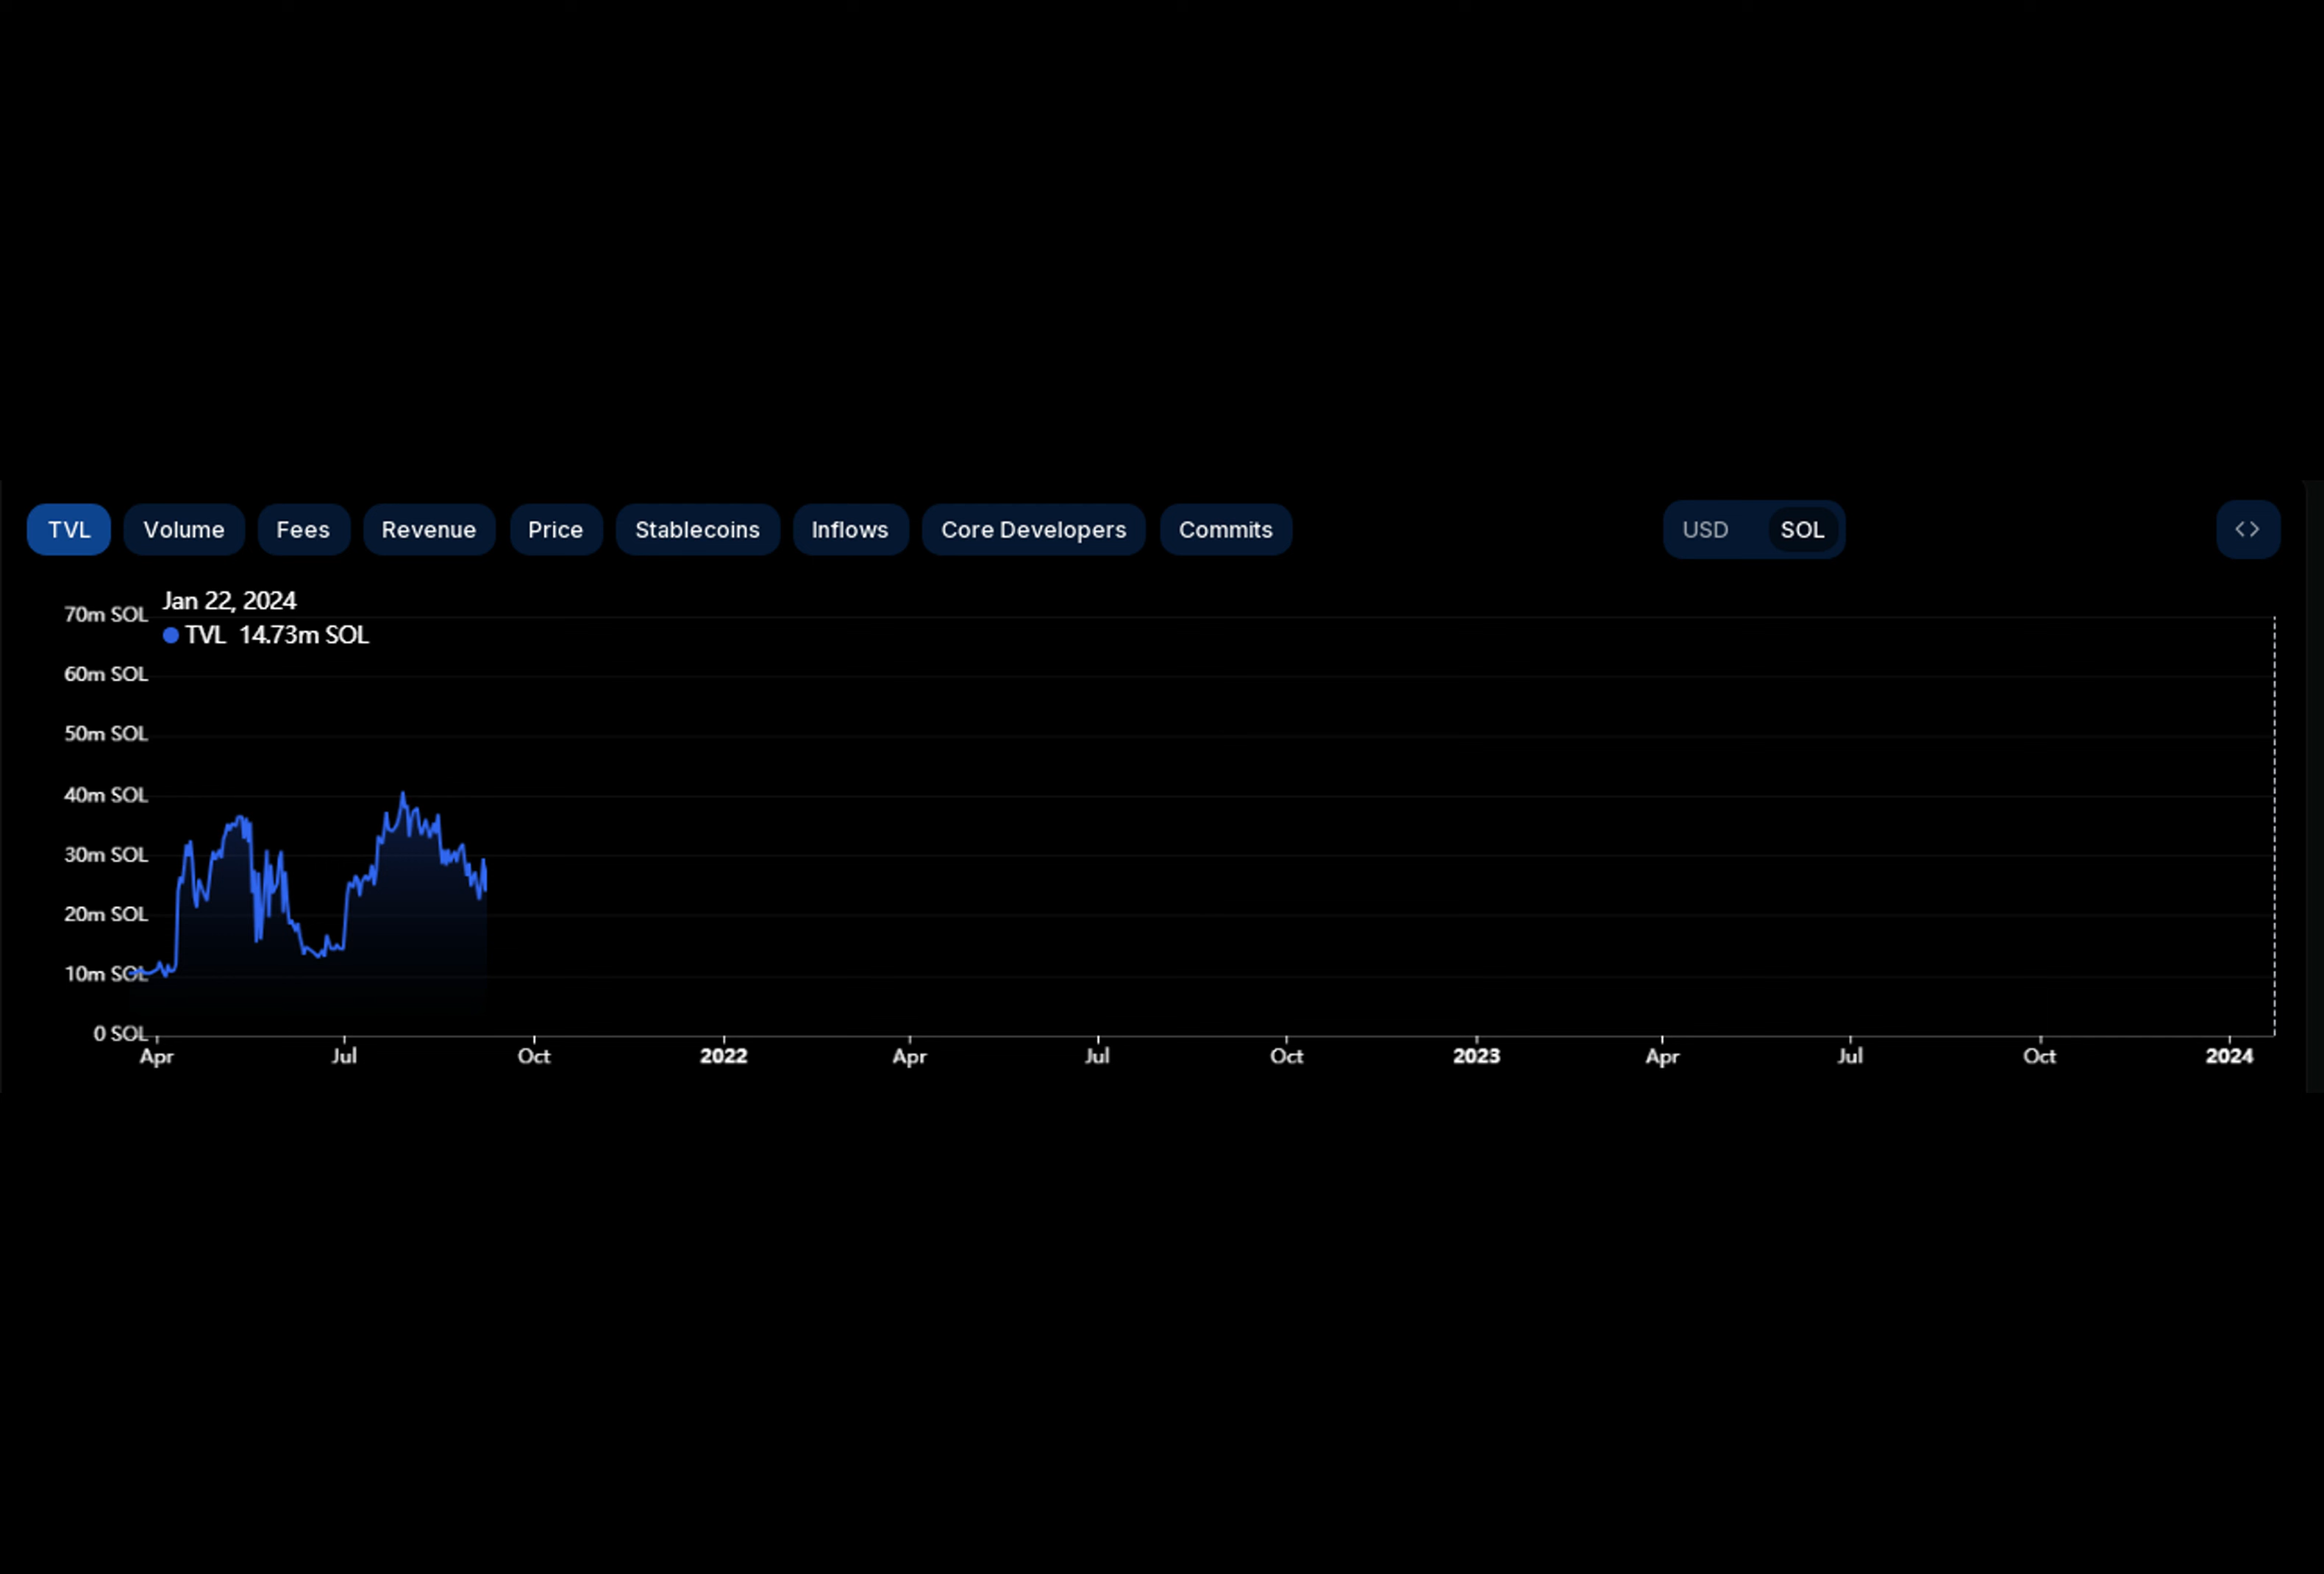 TVL Volume Fees Revenue Price Stablecoins Inflows Core Developers Commits USD SOL <>
Jan 22, 2024
TVL 14.73m SOL
70m SOL
60m SOL
50m SOL
40m SOL
30m SOL
20m SOL
10m SOL
0 SOL
Apr Jul Oct 2022 Apr Jul Oct 2023 Apr Jul Oct 2024